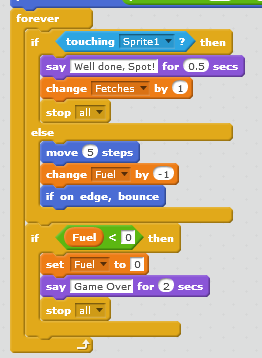 forever
if touching Sprite1 ? then
say Well done, Spot! for 0.5 secs
change Fetches by 1
stop all
else
move 5 steps
change Fuel by -1
if on edge, bounce
if Fuel < 0 then
set Fuel to 0
say Game Over for 2 secs
stop all